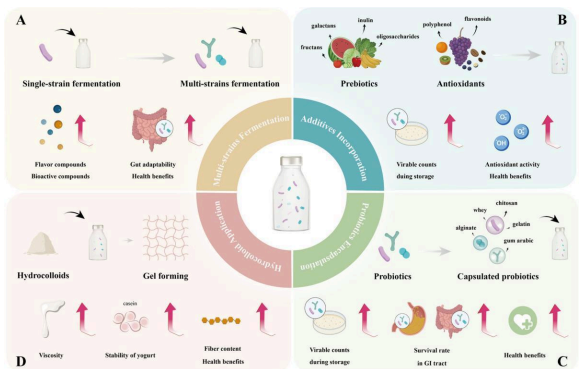 A
Single-strain fermentation
Multi-strains fermentation
Flavor compounds
Bioactive compounds
Gut adaptability
Health benefits
B
galactans
inulin
oligosaccharides
fructans
Prebiotics
polyphenol
flavonoids
Antioxidants
Virable counts
duing storage
Antioxidant activity
Health benefits
Multi-strains Fermentation
Additives Incorporation
Hydrocolloid Application
Probiotics Encapsulation
Hydrocolloids
Gel forming
Viscosity
casein
Stability of yogurt
Fiber content
Health benefits
D
Probiotics
chitosan
whey
gelatin
alginate
gum arabic
Capsulated probiotics
Virable counts
during storage
Survival rate
in GI tract
Health benefits
C